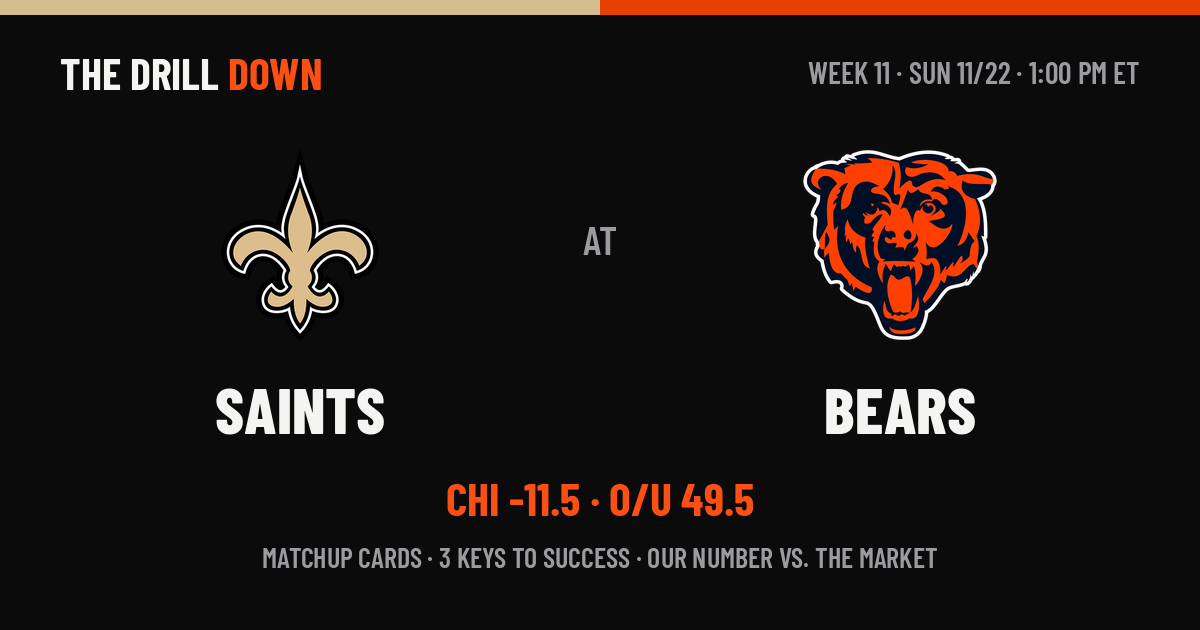 THE DRILL DOWN
WEEK 11 · SUN 11/22 · 1:00 PM ET
AT
SAINTS
BEARS
CHI -11.5 · O/U 49.5
MATCHUP CARDS · 3 KEYS TO SUCCESS · OUR NUMBER VS. THE MARKET